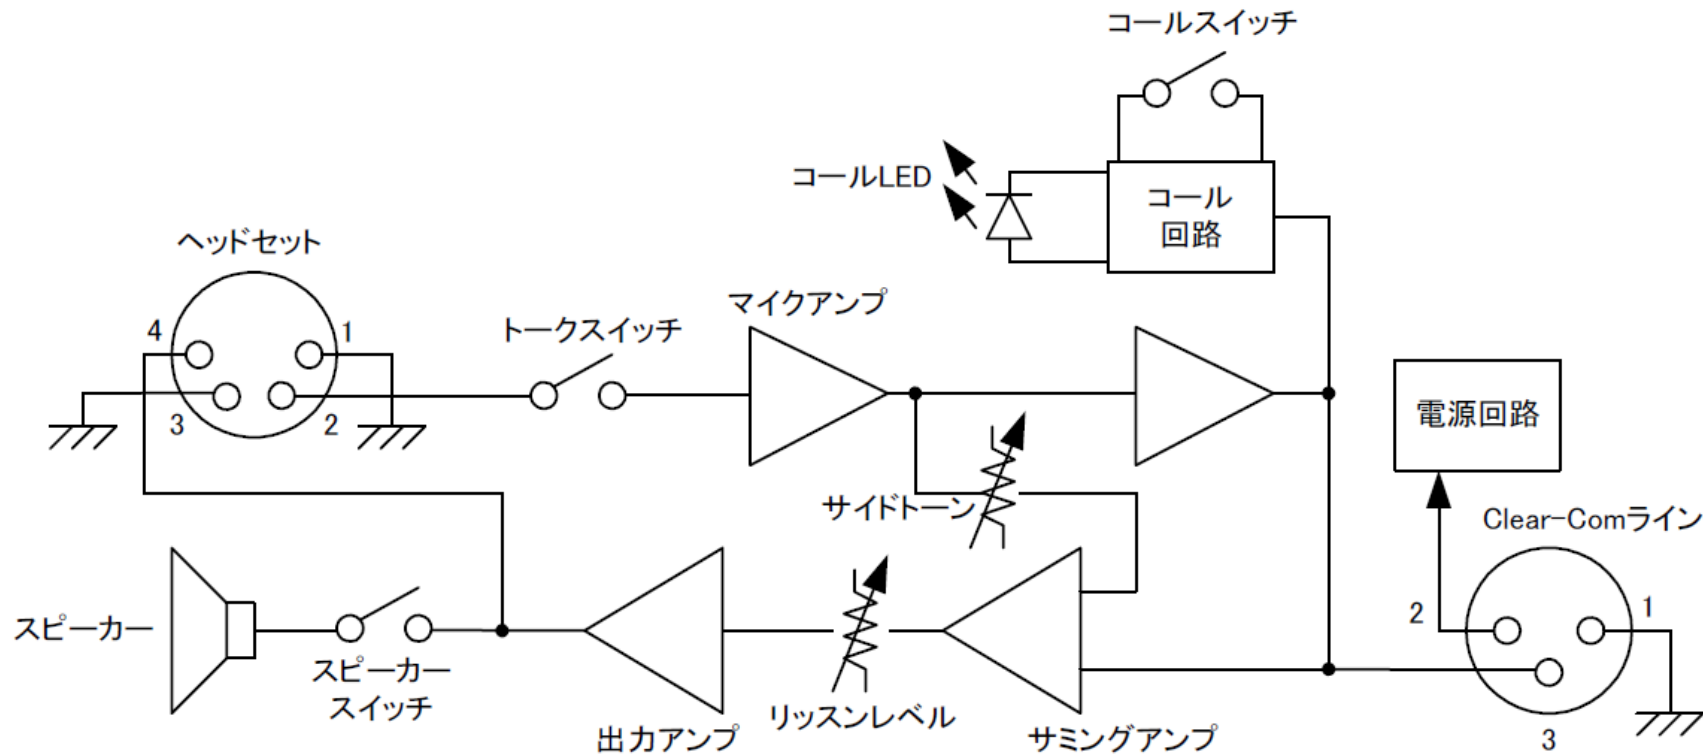 コールスイッチ
コールLED
コール
回路
ヘッドセット
4
1
3
2
トークスイッチ
マイクアンプ
電源回路
サイドトーン
Clear-Comライン
2
1
3
スピーカー
スピーカー
スイッチ
出力アンプ
リッスンレベル
サミングアンプ